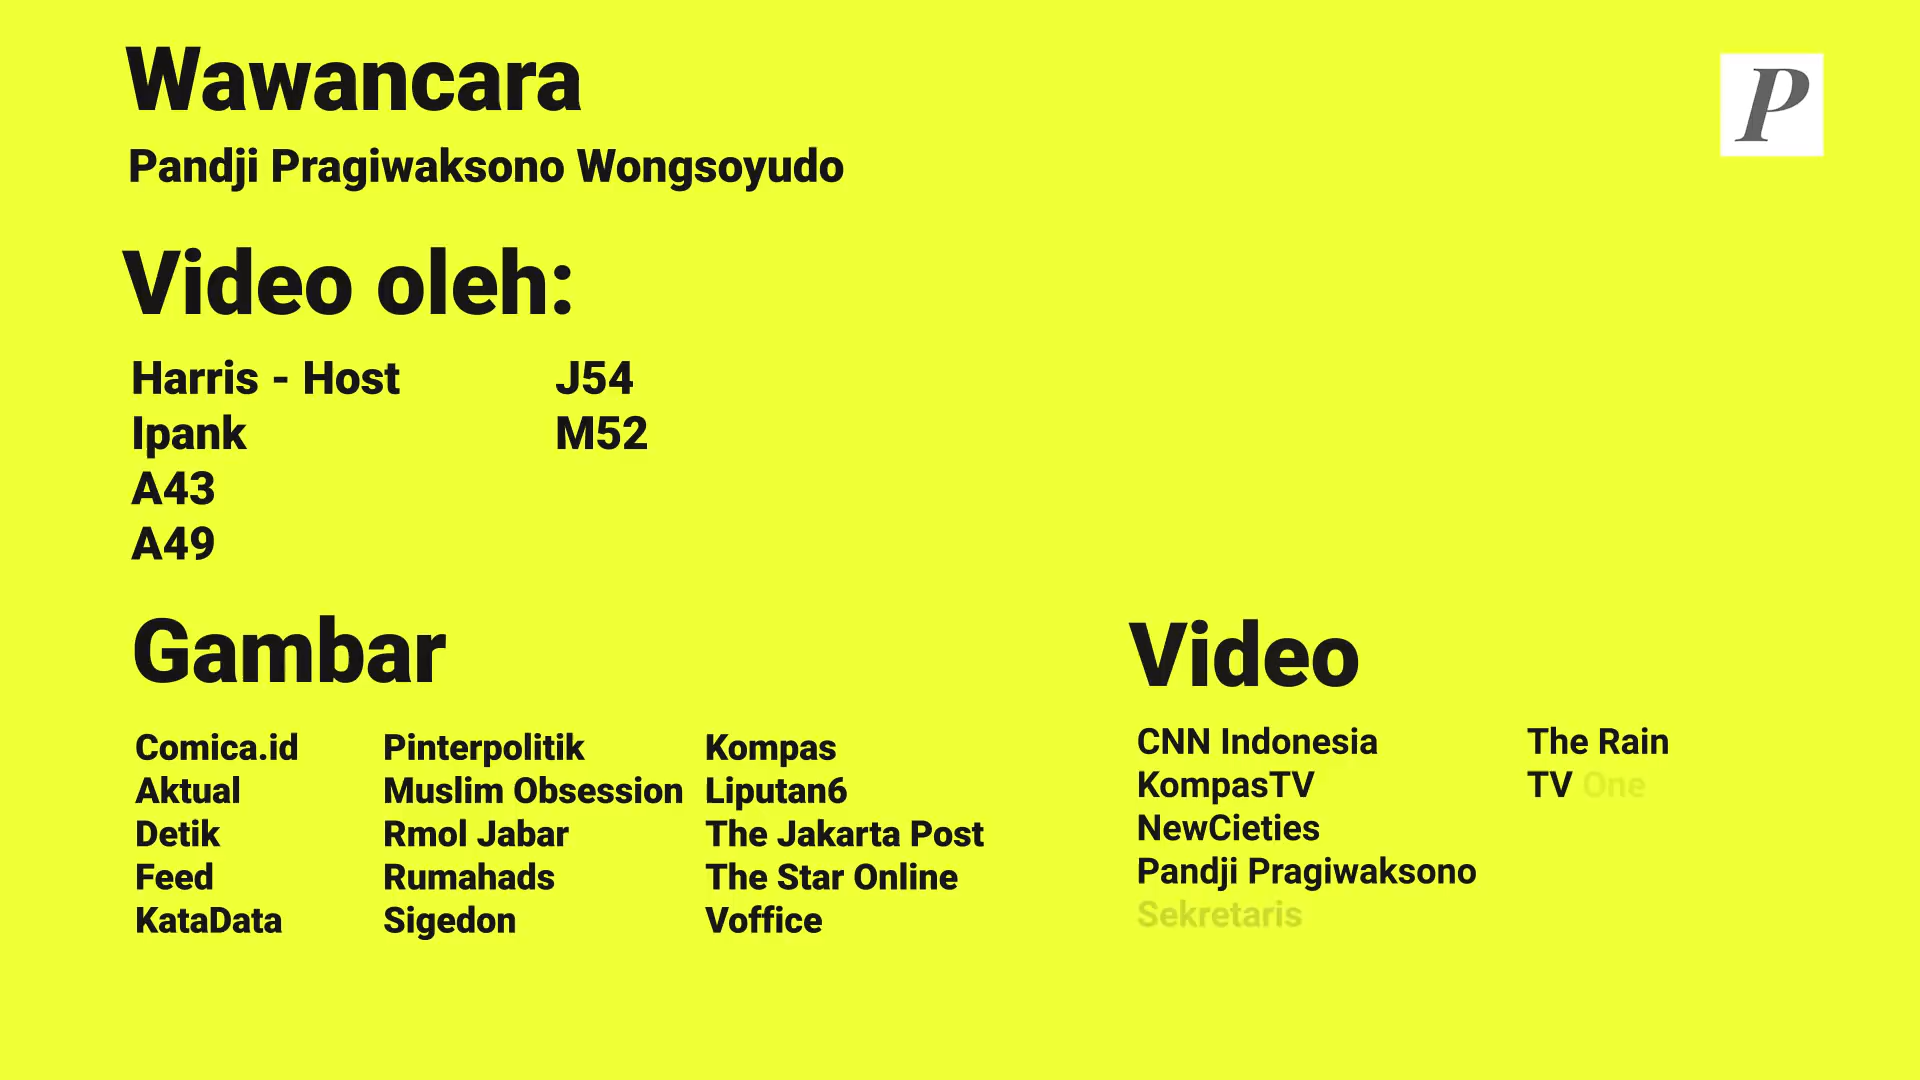 Wawancara
P
Pandji Pragiwaksono Wongsoyudo
Video oleh:
Harris - Host
Ipank
A43
A49
J54
M52
Gambar
Comica.id
Aktual
Detik
Feed
KataData
Pinterpolitik
Muslim Obsession
Rmol Jabar
Rumahads
Sigedon
Kompas
Liputan6
The Jakarta Post
The Star Online
Voffice
Video
CNN Indonesia
KompasTV
NewCieties
Pandji Pragiwaksono
Sekretaris
The Rain
TV One